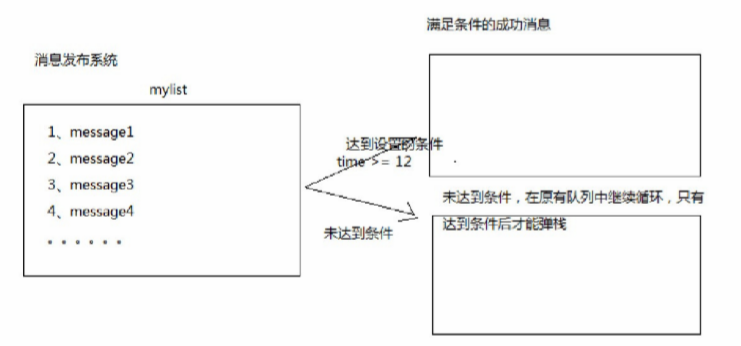 满足条件的成功消息
消息发布系统
mylist
1、message1
2、message2
3、message3
4、message4
。。。。。。
达到设置的条件
time >= 12
未达到条件
未达到条件，在原有队列中继续循环，只有
达到条件后才能弹栈